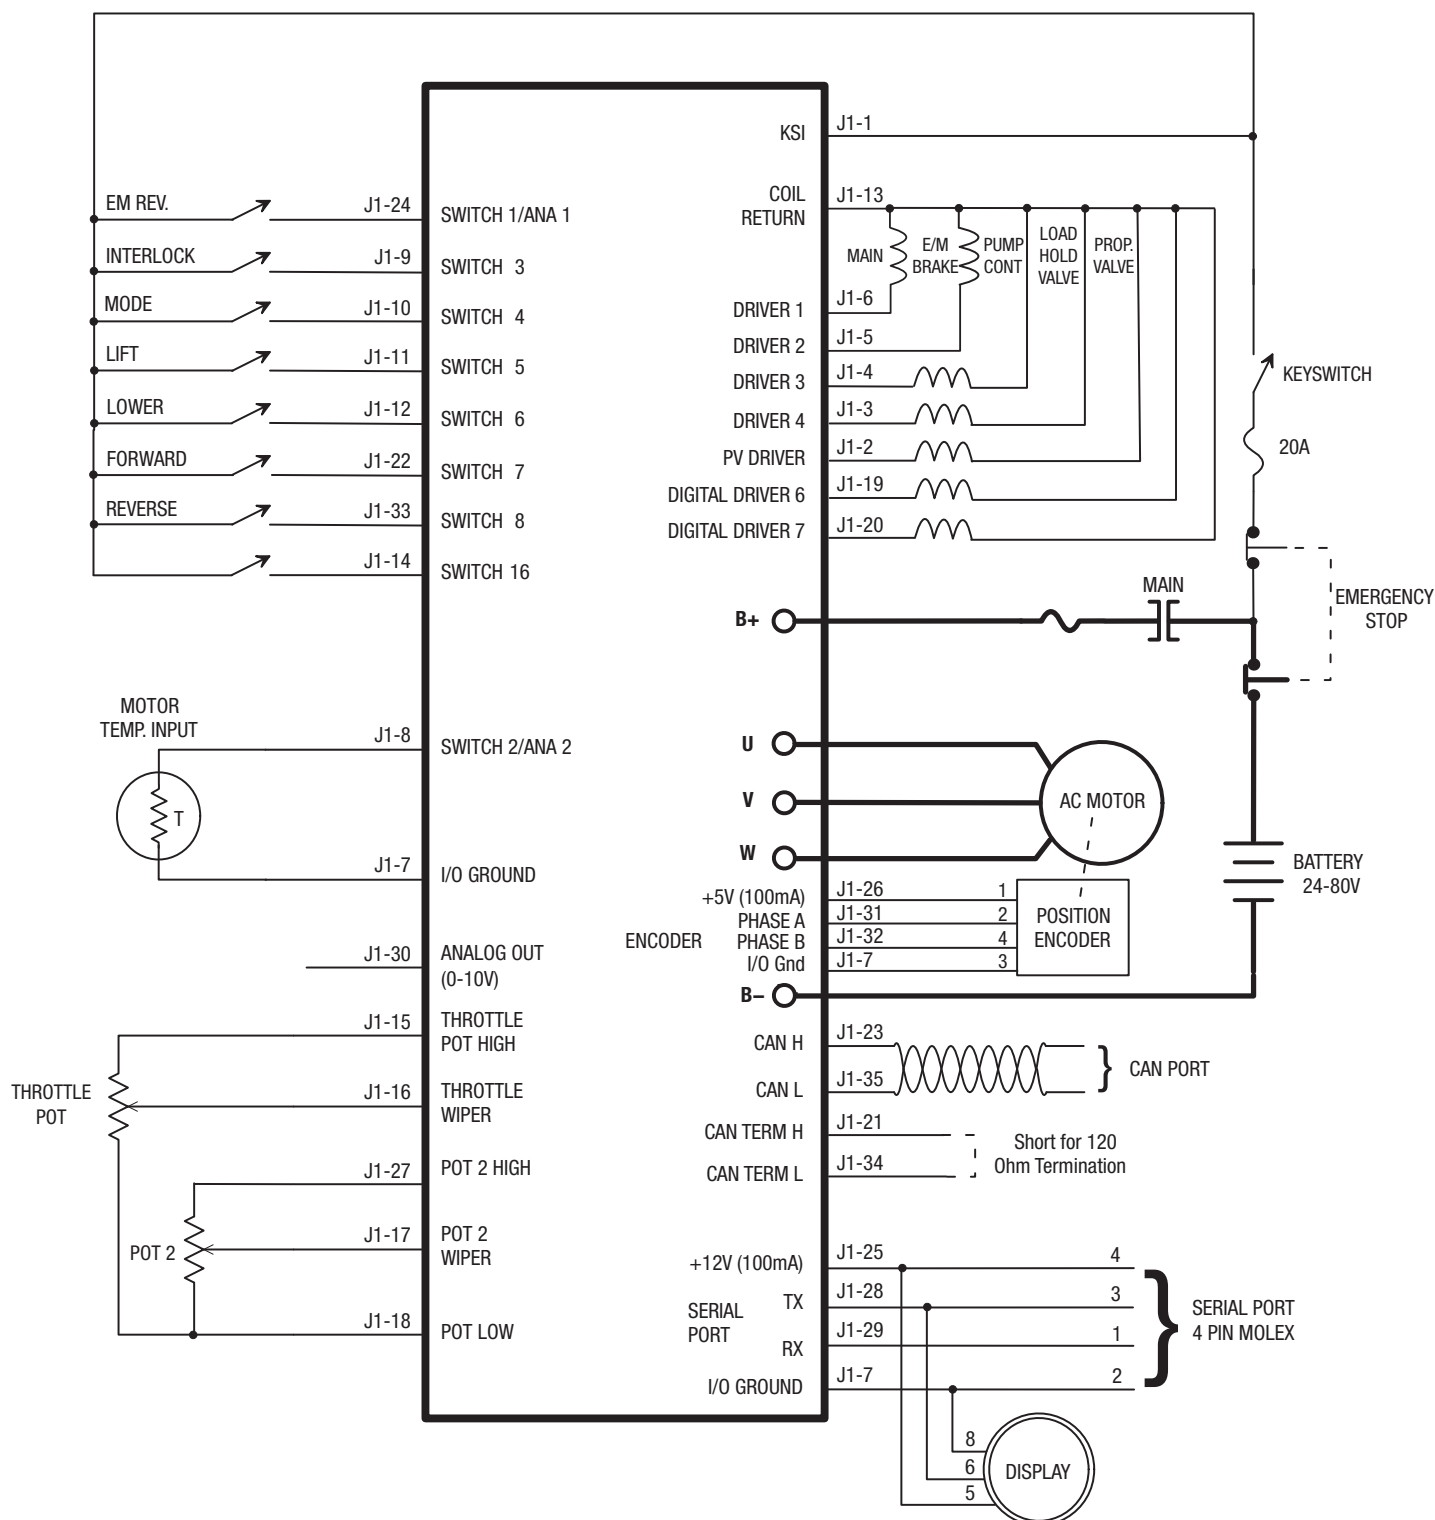 KSI
J1-1
COIL
RETURN
J1-13
MAIN
E/M
BRAKE
PUMP
CONT
LOAD
HOLD
VALVE
PROP.
VALVE
EM REV.
J1-24
SWITCH 1/ANA 1
INTERLOCK
J1-9
SWITCH 3
MODE
J1-10
SWITCH 4
LIFT
J1-11
SWITCH 5
LOWER
J1-12
SWITCH 6
FORWARD
J1-22
SWITCH 7
REVERSE
J1-33
SWITCH 8
J1-14
SWITCH 16
DRIVER 1
J1-6
DRIVER 2
J1-5
DRIVER 3
J1-4
DRIVER 4
J1-3
PV DRIVER
J1-2
DIGITAL DRIVER 6
J1-19
DIGITAL DRIVER 7
J1-20
KEYSWITCH
20A
EMERGENCY
STOP
MAIN
B+
MOTOR
TEMP. INPUT
J1-8
SWITCH 2/ANA 2
T
J1-7
I/O GROUND
U
V
W
AC MOTOR
BATTERY
24-80V
J1-30
ANALOG OUT
(0-10V)
ENCODER
+5V (100mA)
J1-26
1
PHASE A
J1-31
2
PHASE B
J1-32
4
I/O Gnd
J1-7
3
POSITION
ENCODER
B–
J1-15
THROTTLE
POT HIGH
THROTTLE
POT
J1-16
THROTTLE
WIPER
J1-27
POT 2 HIGH
POT 2
J1-17
POT 2
WIPER
J1-18
POT LOW
CAN H
J1-23
CAN L
J1-35
CAN PORT
CAN TERM H
J1-21
CAN TERM L
J1-34
Short for 120
Ohm Termination
SERIAL
PORT
+12V (100mA)
J1-25
4
TX
J1-28
3
RX
J1-29
1
I/O GROUND
J1-7
2
SERIAL PORT
4 PIN MOLEX
8
6
5
DISPLAY